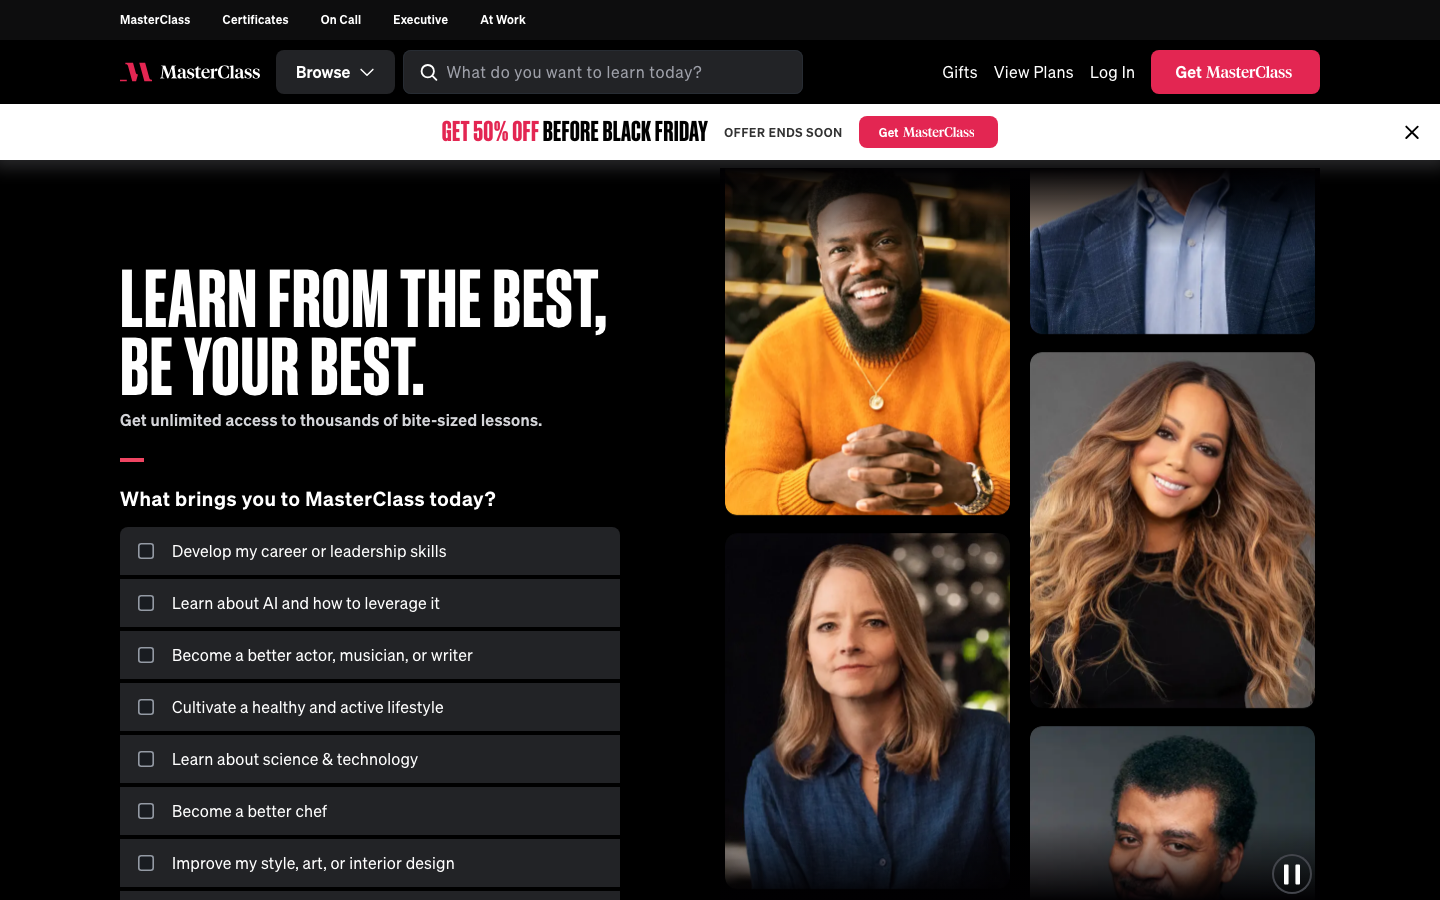 MasterClass Certificates On Call Executive At Work
MasterClass Browse What do you want to learn today? Gifts View Plans Log In Get MasterClass
GET 50% OFF BEFORE BLACK FRIDAY OFFER ENDS SOON Get MasterClass
LEARN FROM THE BEST,
BE YOUR BEST.
Get unlimited access to thousands of bite-sized lessons.
What brings you to MasterClass today?
Develop my career or leadership skills
Learn about AI and how to leverage it
Become a better actor, musician, or writer
Cultivate a healthy and active lifestyle
Learn about science & technology
Become a better chef
Improve my style, art, or interior design